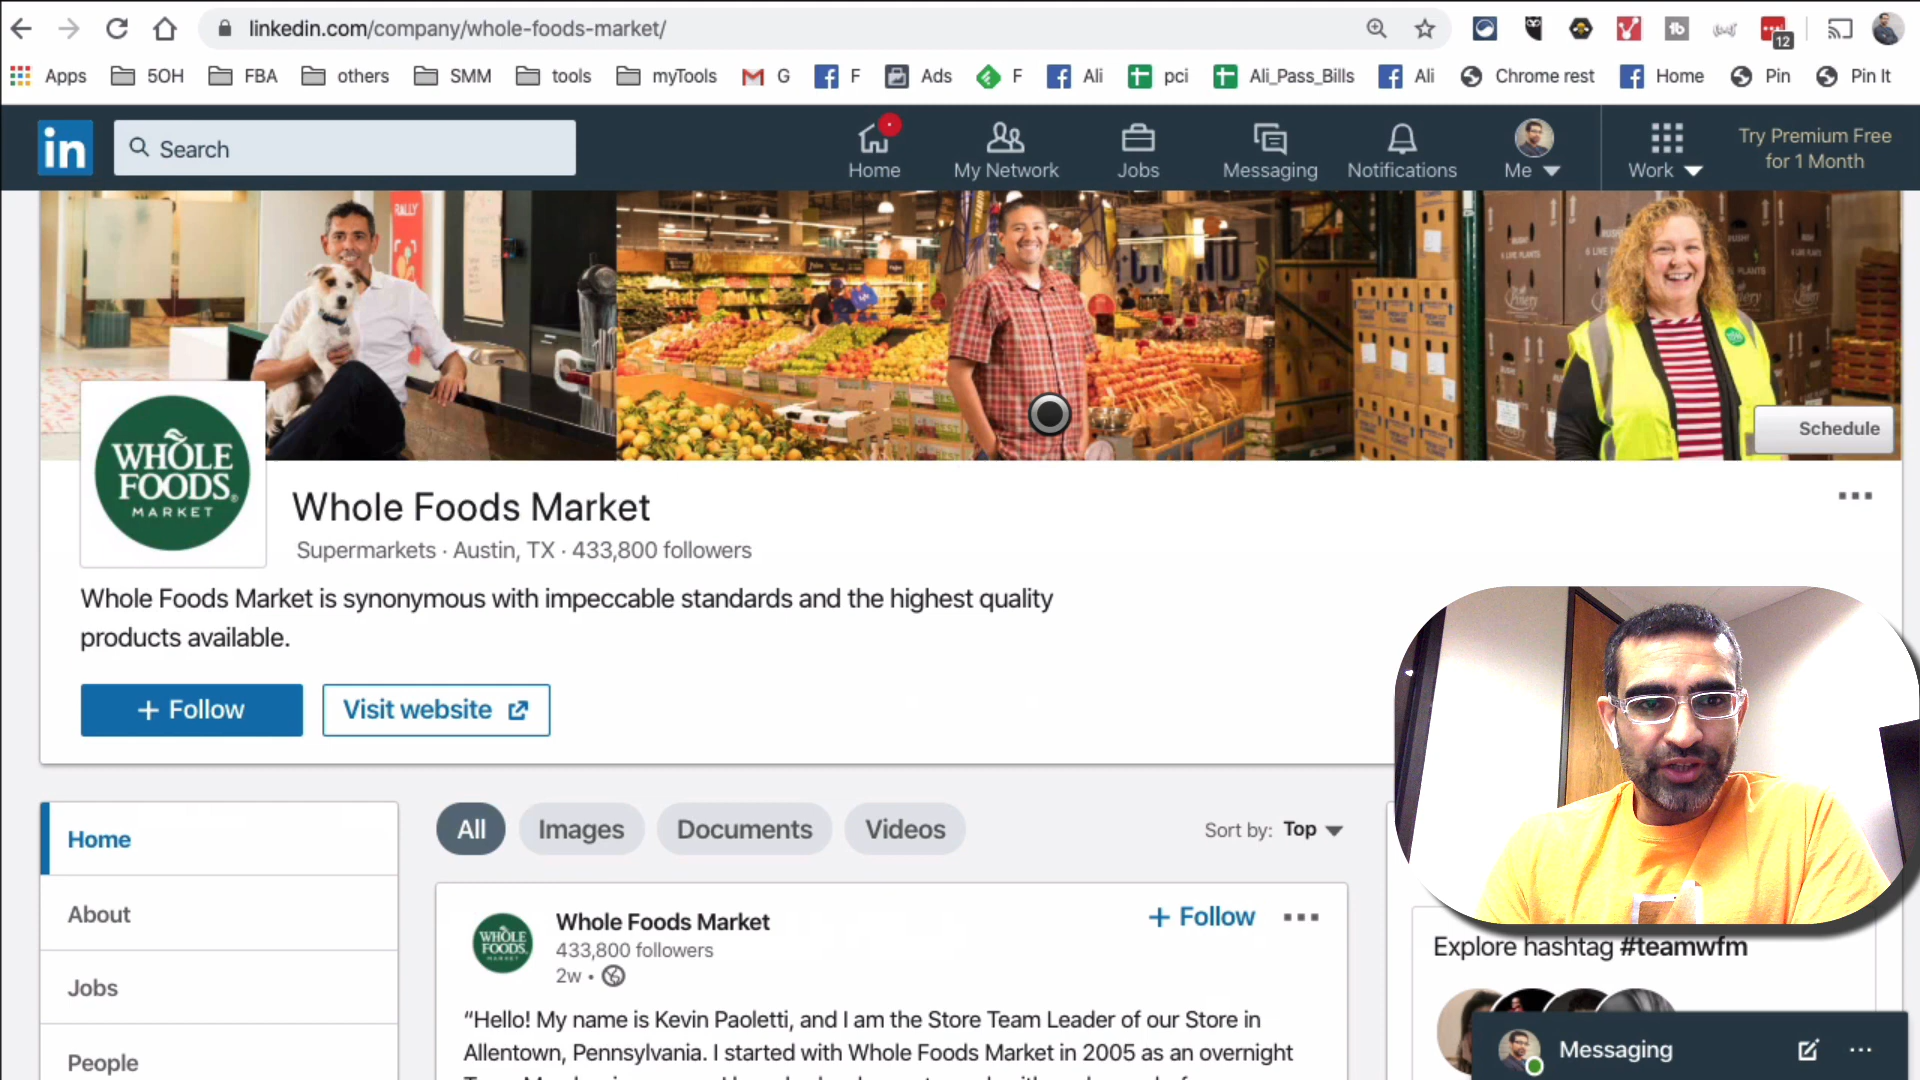 linkedin.com/company/whole-foods-market/
12
Apps 5OH FBA others SMM tools myTools G F Ads F Ali pci Ali_Pass_Bills Ali Chrome rest Home Pin Pin It
in Search Home My Network Jobs Messaging Notifications Me Work
Try Premium Free
for 1 Month
RALLY
WHOLE
FOODS
MARKET
Schedule
Whole Foods Market
Supermarkets · Austin, TX · 433,800 followers
Whole Foods Market is synonymous with impeccable standards and the highest quality
products available.
+ Follow Visit website
Home
About
Jobs
People
All Images Documents Videos Sort by: Top
WHOLE
FOODS
MARKET
Whole Foods Market + Follow
433,800 followers
2w •
“Hello! My name is Kevin Paoletti, and I am the Store Team Leader of our Store in
Allentown, Pennsylvania. I started with Whole Foods Market in 2005 as an overnight
Explore hashtag #teamwfm
Messaging